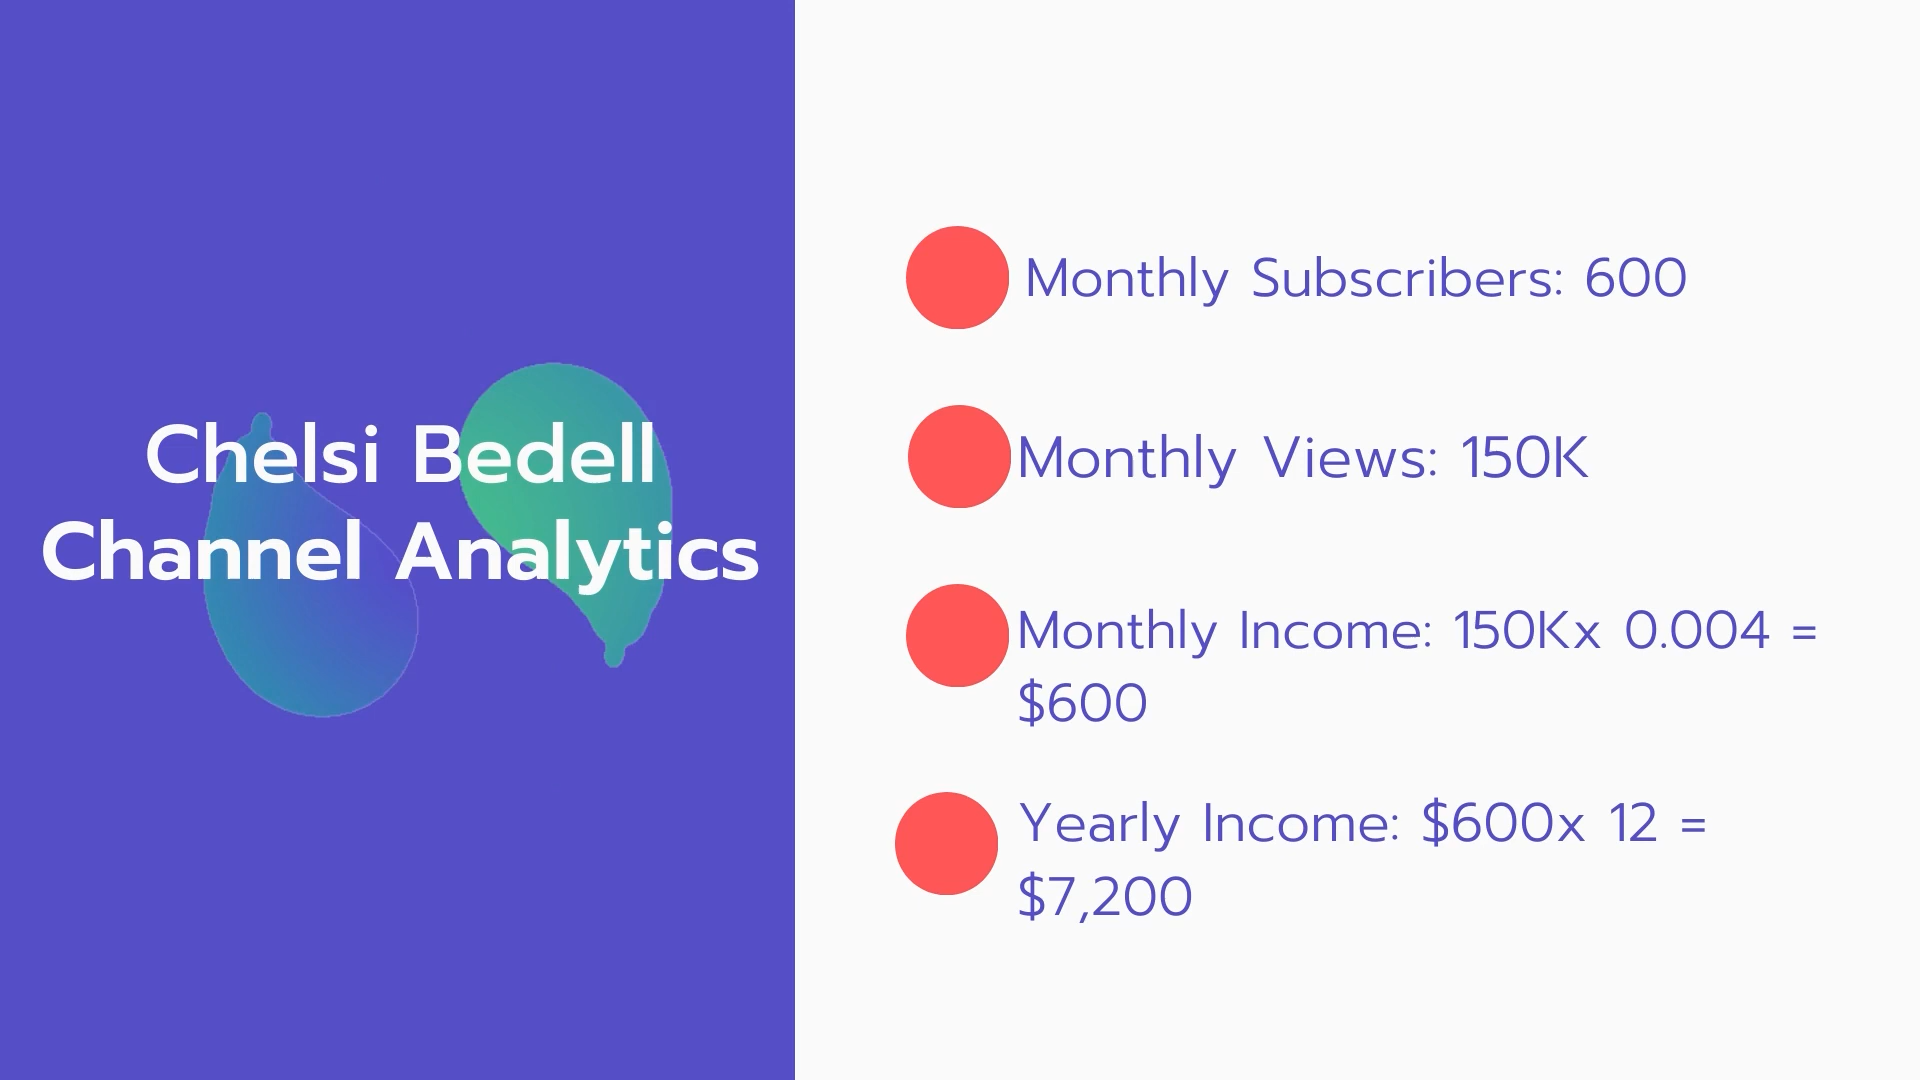 Chelsi Bedell
Channel Analytics
Monthly Subscribers: 600
Monthly Views: 150K
Monthly Income: 150Kx 0.004 =
$600
Yearly Income: $600x 12 =
$7,200